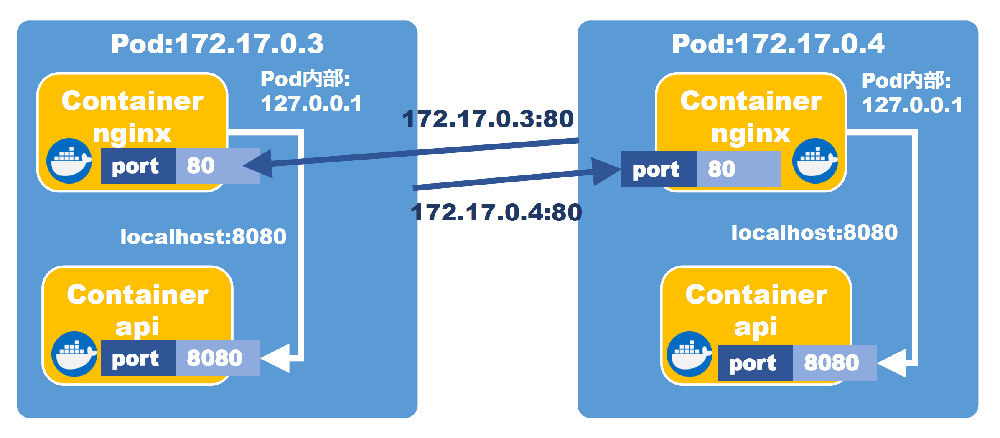 Pod:172.17.0.3
Pod内部:
127.0.0.1
Container
nginx
port 80
localhost:8080
Container
api
port 8080
172.17.0.3:80
172.17.0.4:80
Pod:172.17.0.4
Pod内部:
127.0.0.1
Container
nginx
port 80
localhost:8080
Container
api
port 8080